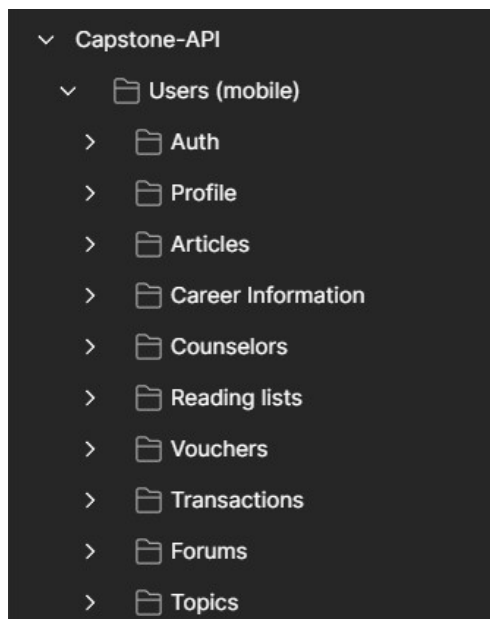 Capstone-API
Users (mobile)
Auth
Profile
Articles
Career Information
Counselors
Reading lists
Vouchers
Transactions
Forums
Topics